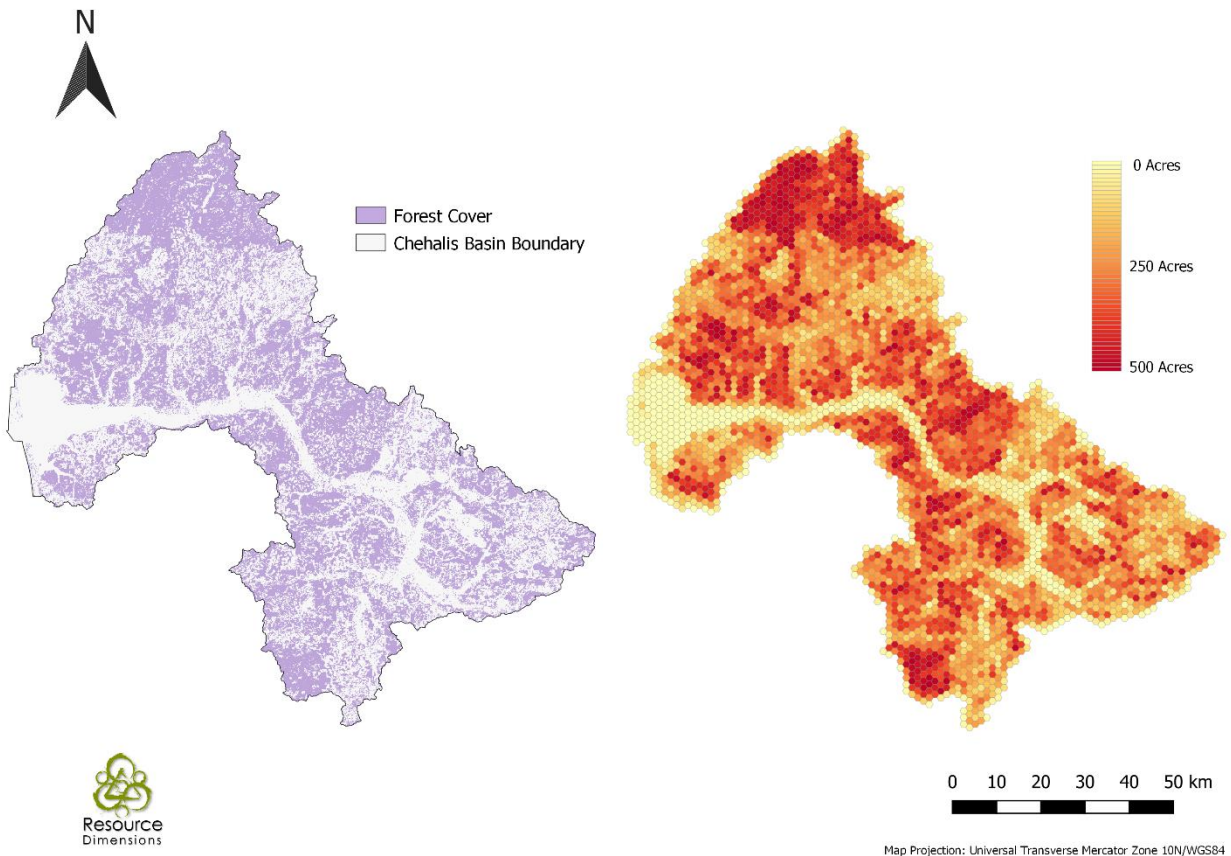 N
Forest Cover
Chehalis Basin Boundary
0 Acres
250 Acres
500 Acres
Resource
Dimensions
0 10 20 30 40 50 km
Map Projection: Universal Transverse Mercator Zone 10N/WGS84